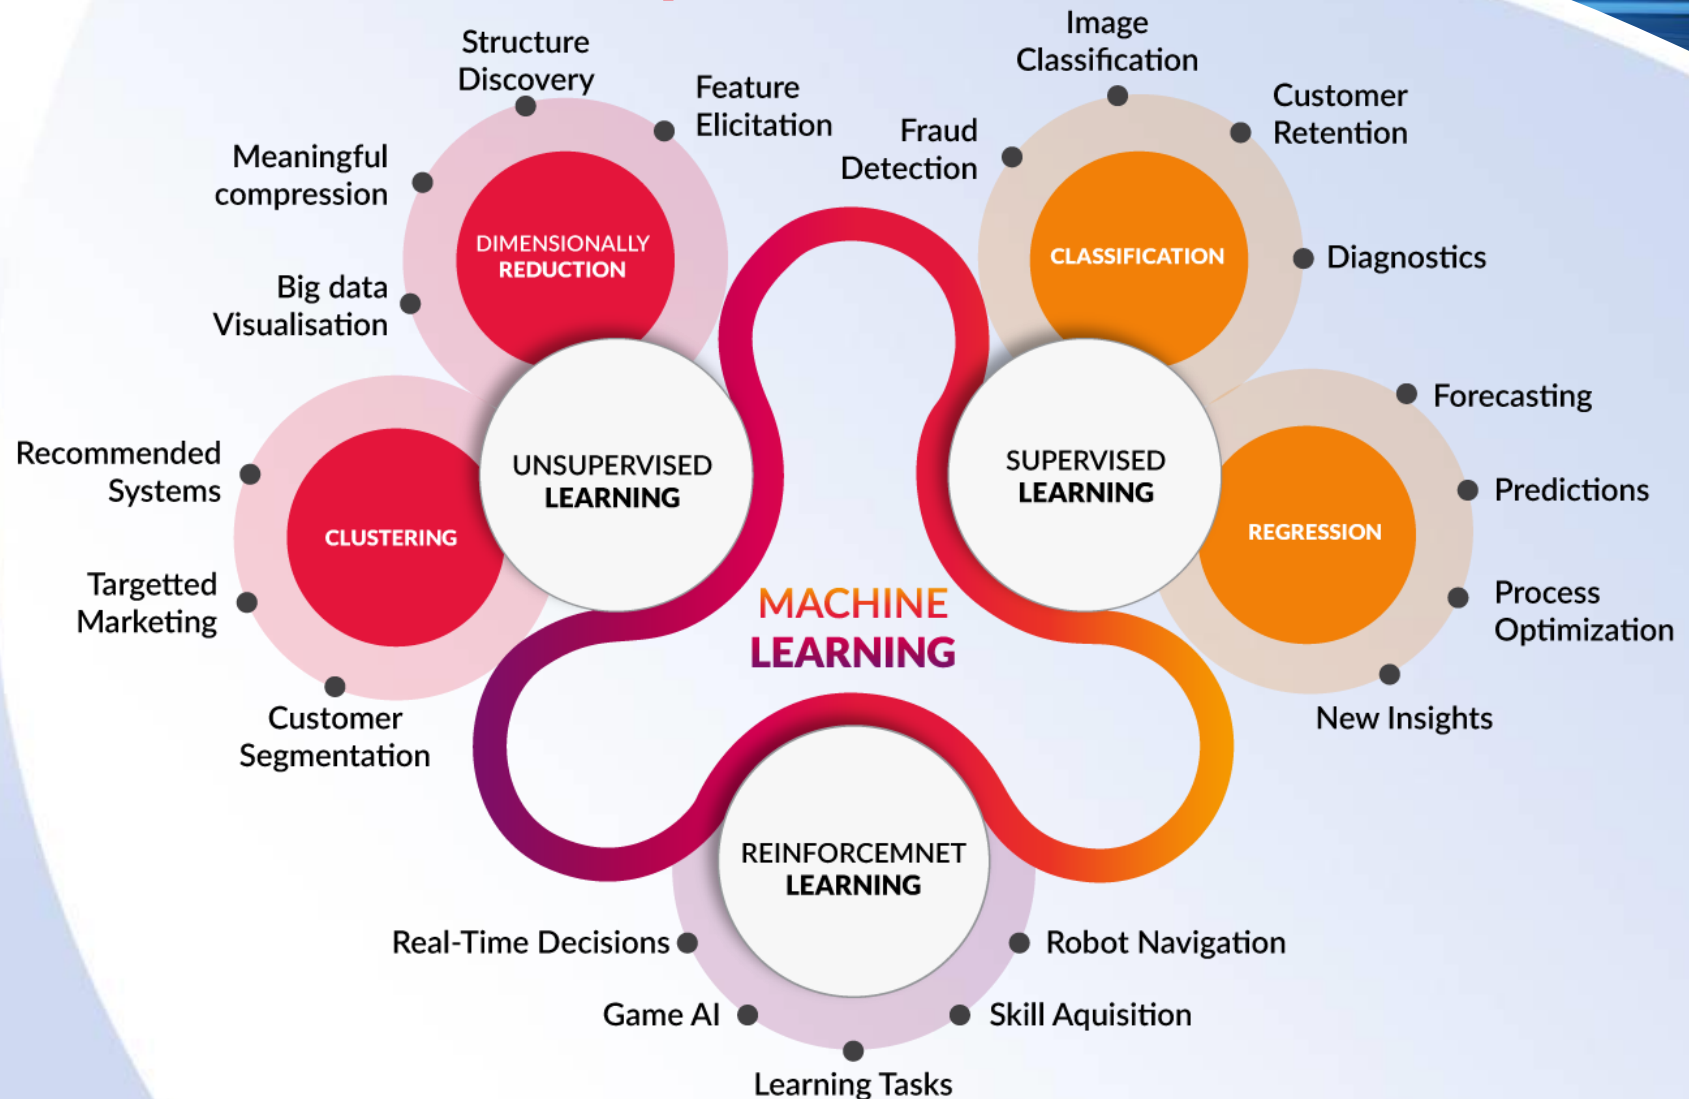 Structure
Discovery
Feature
Elicitation
Meaningful
compression
Big data
Visualisation
DIMENSIONALLY
REDUCTION
Recommended
Systems
Targetted
Marketing
Customer
Segmentation
CLUSTERING
UNSUPERVISED
LEARNING
Image
Classification
Fraud
Detection
Customer
Retention
Diagnostics
CLASSIFICATION
SUPERVISED
LEARNING
Forecasting
Predictions
Process
Optimization
New Insights
REGRESSION
MACHINE
LEARNING
REINFORCEMNET
LEARNING
Real-Time Decisions
Robot Navigation
Game AI
Skill Aquisition
Learning Tasks